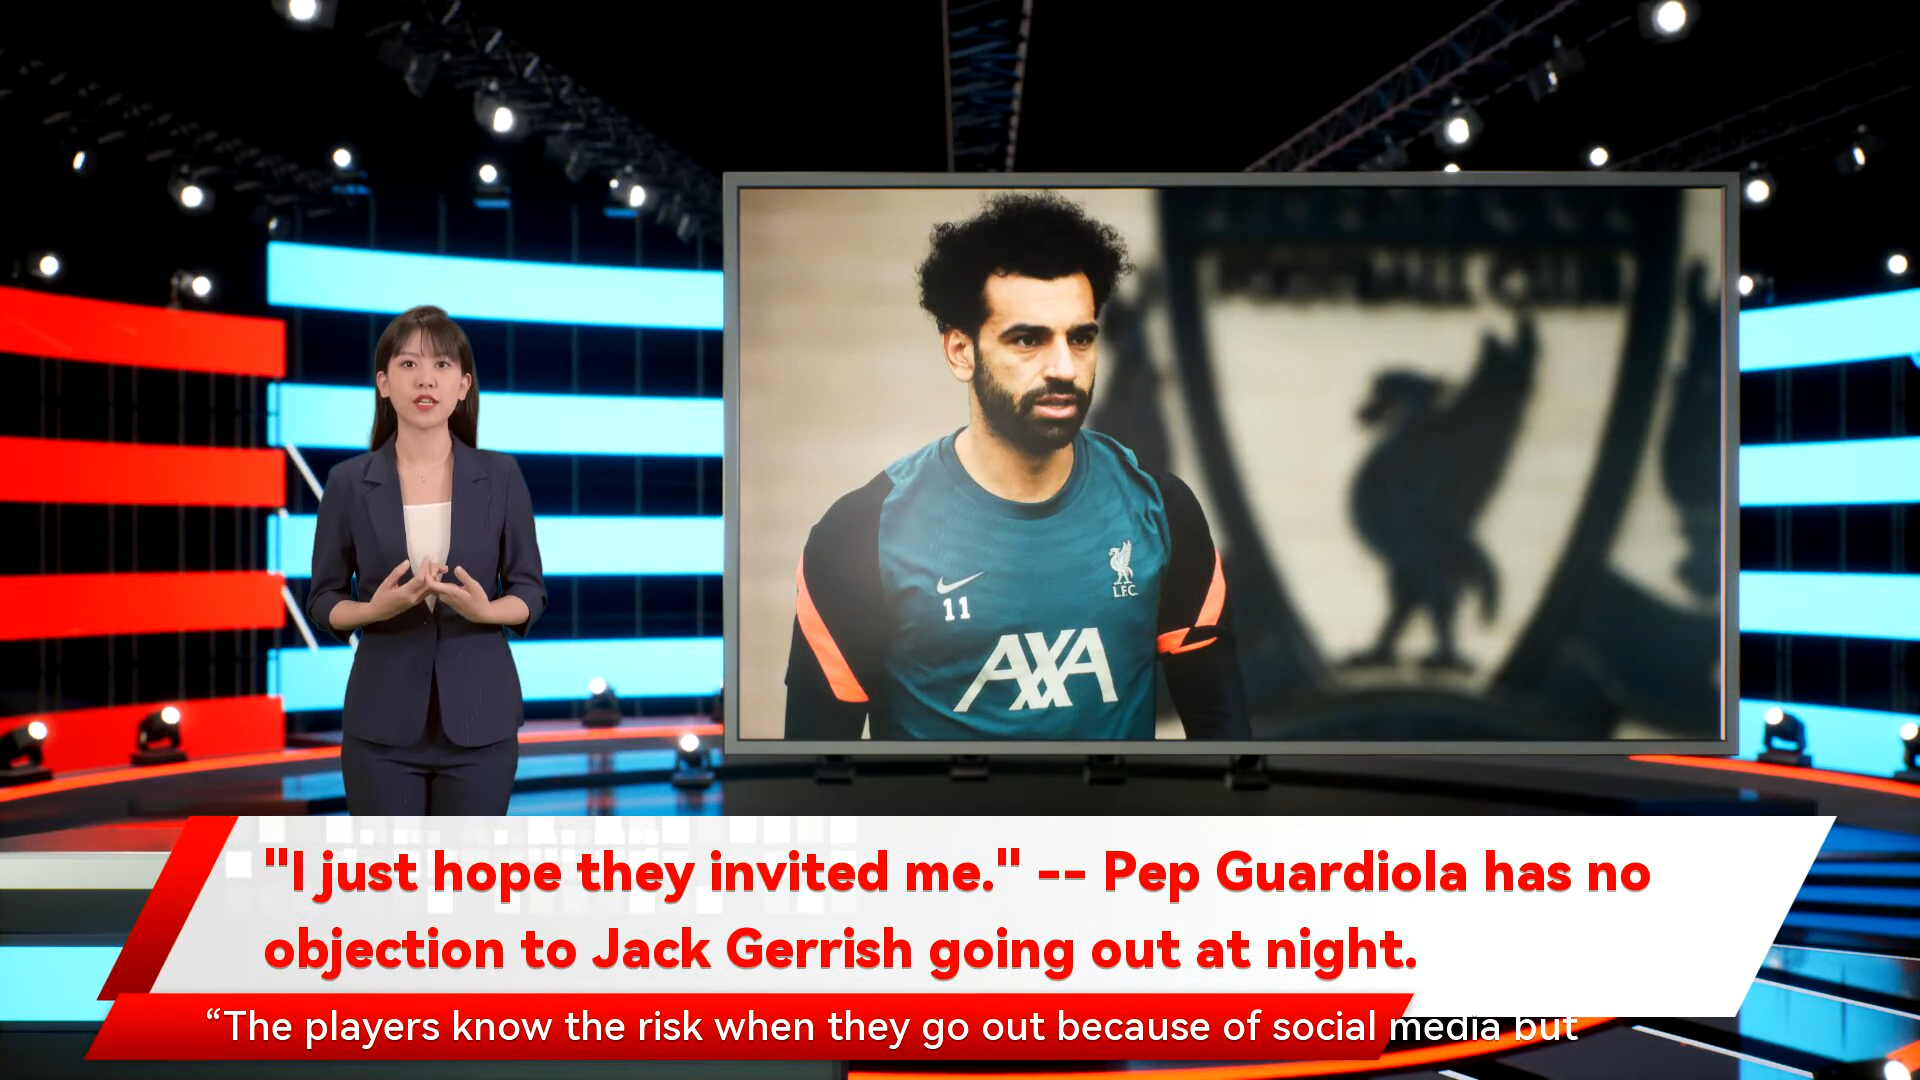 11
L.F.C.
AXA
"I just hope they invited me." -- Pep Guardiola has no
objection to Jack Gerrish going out at night.
“The players know the risk when they go out because of social media but